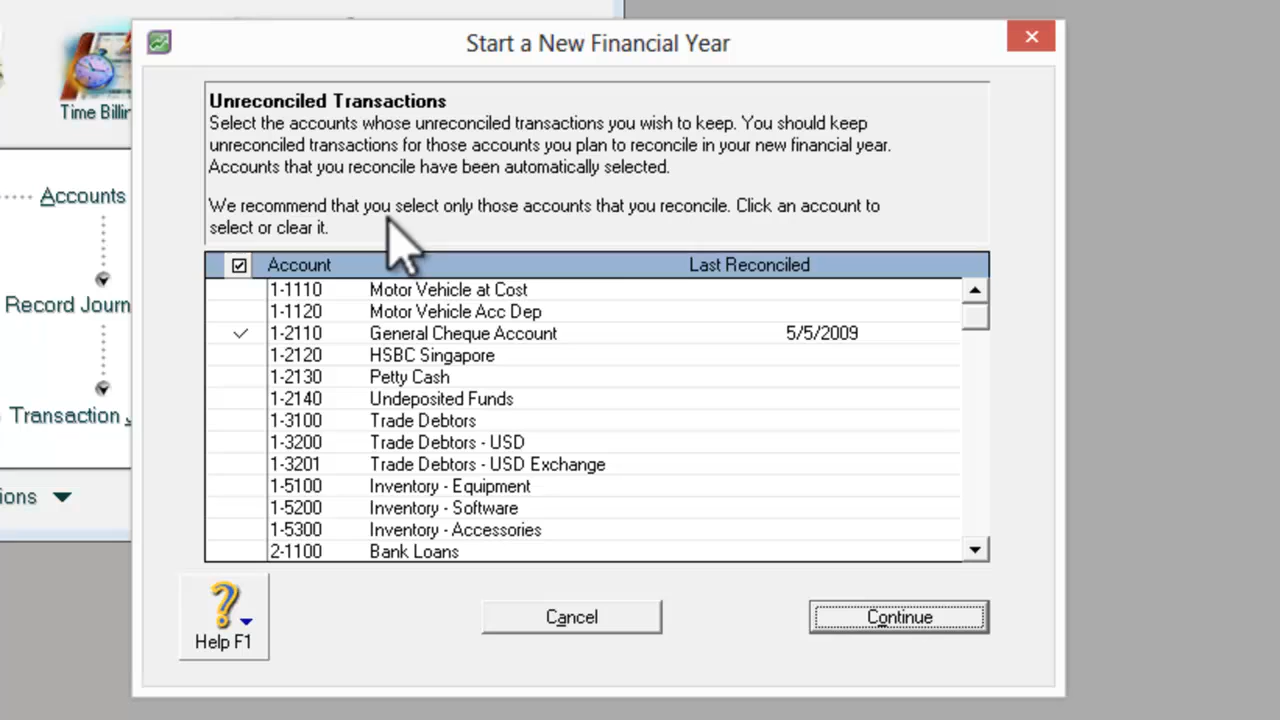 Start a New Financial Year
Time Billin
Accounts
Record Journ
Transaction J
ions
Unreconciled Transactions
Select the accounts whose unreconciled transactions you wish to keep. You should keep
unreconciled transactions for those accounts you plan to reconcile in your new financial year.
Accounts that you reconcile have been automatically selected.
We recommend that you select only those accounts that you reconcile. Click an account to
select or clear it.
Account Last Reconciled
1-1110 Motor Vehicle at Cost
1-1120 Motor Vehicle Acc Dep
1-2110 General Cheque Account 5/5/2009
1-2120 HSBC Singapore
1-2130 Petty Cash
1-2140 Undeposited Funds
1-3100 Trade Debtors
1-3200 Trade Debtors - USD
1-3201 Trade Debtors - USD Exchange
1-5100 Inventory - Equipment
1-5200 Inventory - Software
1-5300 Inventory - Accessories
2-1100 Bank Loans
Help F1
Cancel
Continue